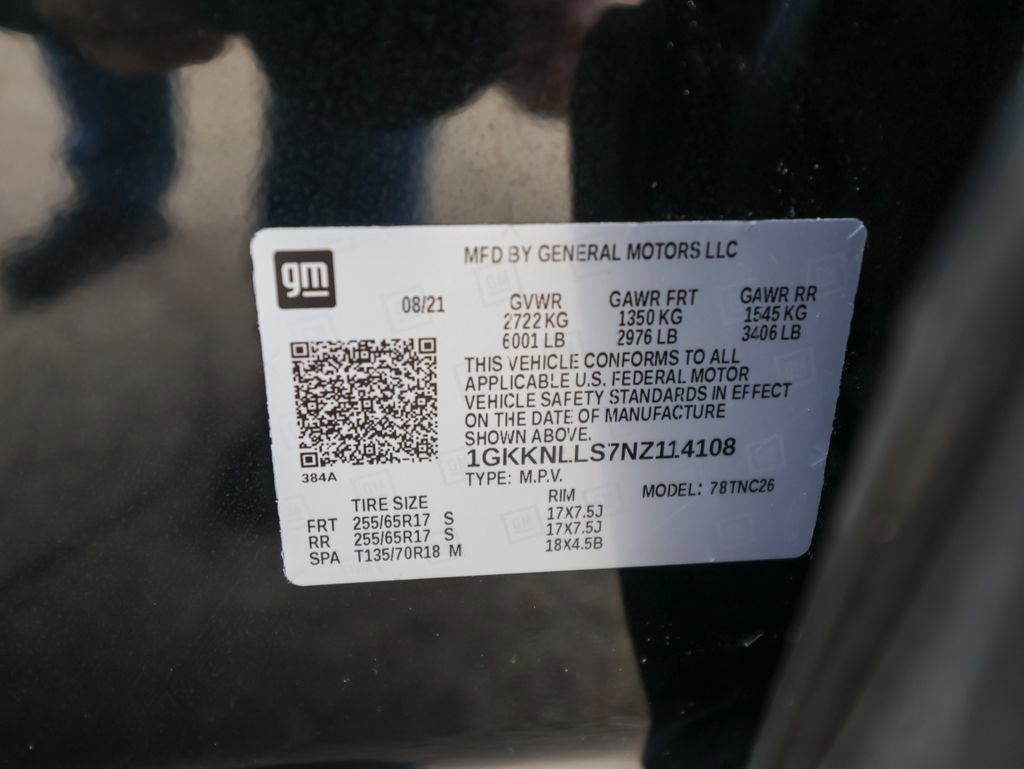 gm
MFD BY GENERAL MOTORS LLC
08/21 GVWR GAWR FRT GAWR RR
2722 KG 1350 KG 1545 KG
6001 LB 2976 LB 3406 LB
THIS VEHICLE CONFORMS TO ALL
APPLICABLE U.S. FEDERAL MOTOR
VEHICLE SAFETY STANDARDS IN EFFECT
ON THE DATE OF MANUFACTURE
SHOWN ABOVE.
1GKKNLLS7NZ114108
384A
TYPE: M.P.V. MODEL: 78TNC26
TIRE SIZE RIM
FRT 255/65R17 S 17X7.5J
RR 255/65R17 S 17X7.5J
SPA T135/70R18 M 18X4.5B